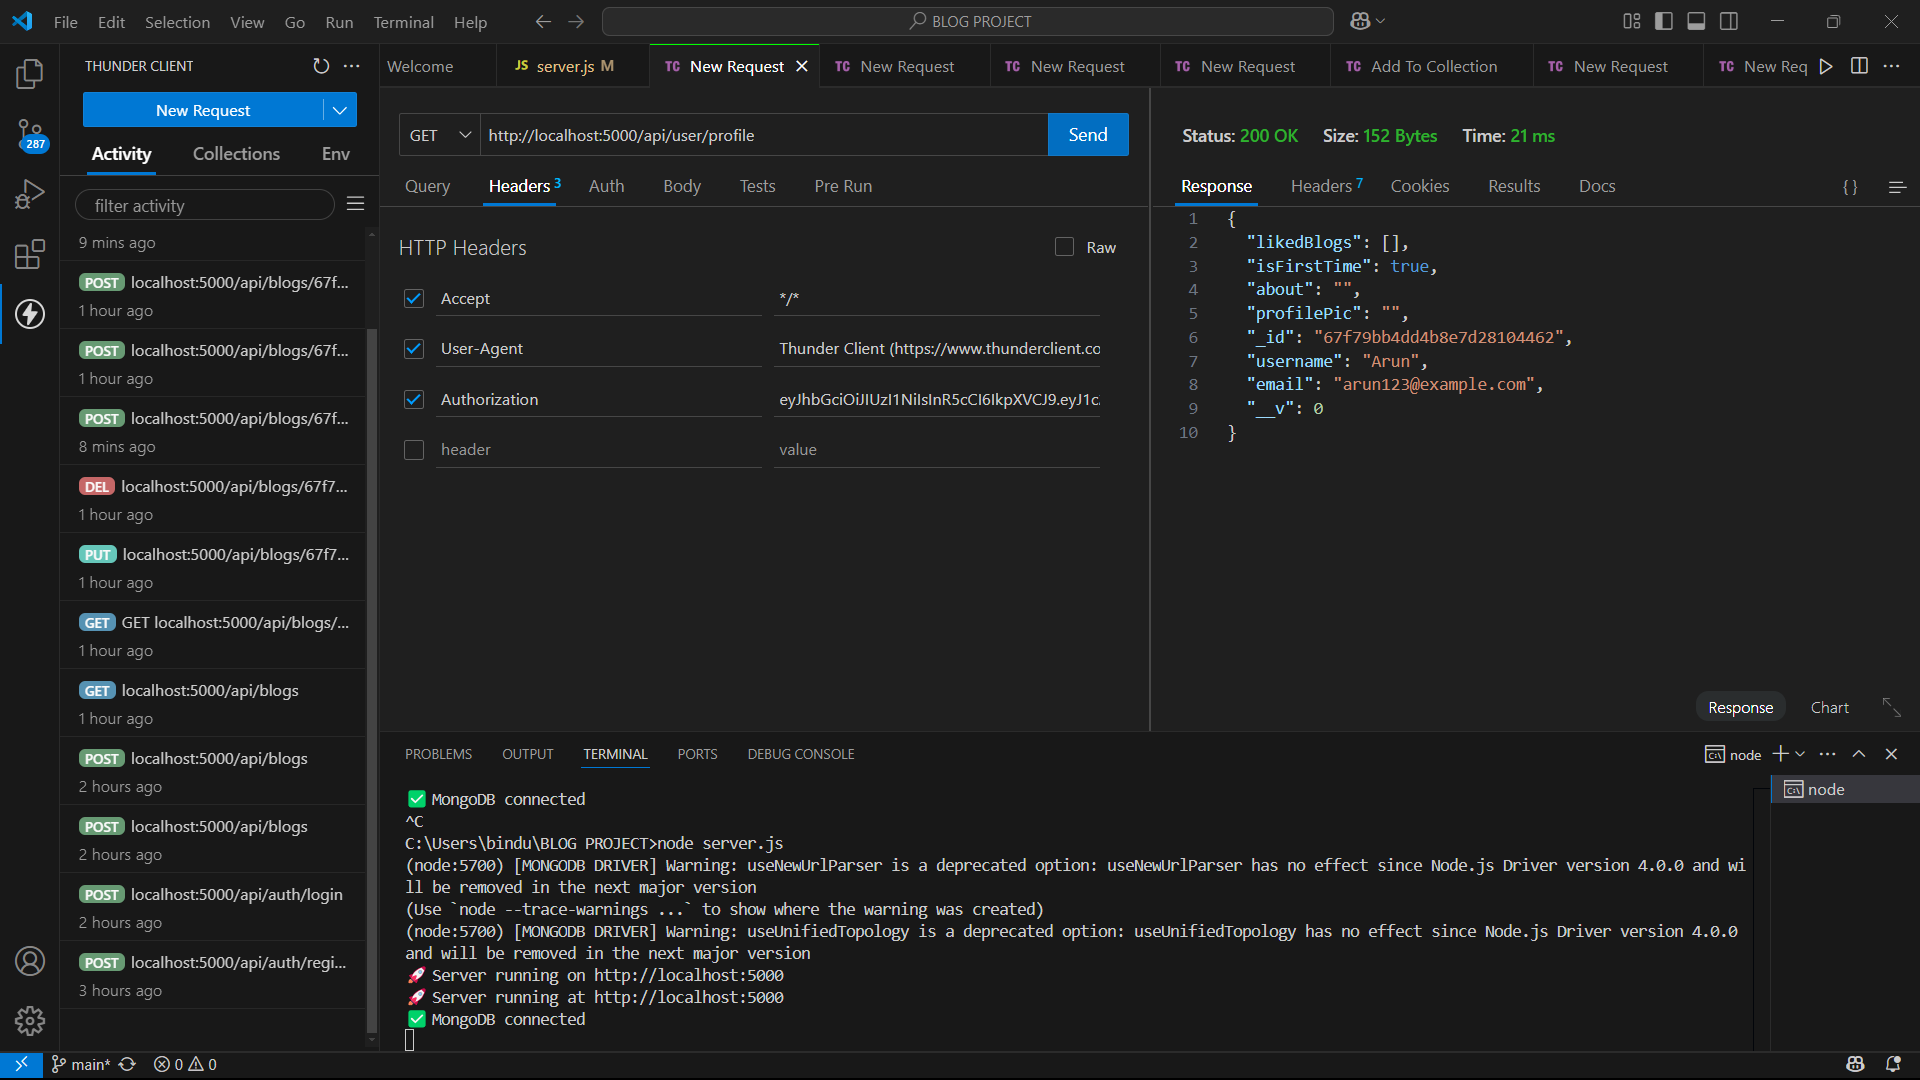 File Edit Selection View Go Run Terminal Help
BLOG PROJECT
THUNDER CLIENT
New Request
Activity Collections Env
filter activity
9 mins ago
POST localhost:5000/api/blogs/67f...
1 hour ago
POST localhost:5000/api/blogs/67f...
1 hour ago
POST localhost:5000/api/blogs/67f...
8 mins ago
DEL localhost:5000/api/blogs/67f7...
1 hour ago
PUT localhost:5000/api/blogs/67f7...
1 hour ago
GET GET localhost:5000/api/blogs/...
1 hour ago
GET localhost:5000/api/blogs
1 hour ago
POST localhost:5000/api/blogs
2 hours ago
POST localhost:5000/api/blogs
2 hours ago
POST localhost:5000/api/auth/login
2 hours ago
POST localhost:5000/api/auth/regi...
3 hours ago
287
Welcome JS server.js M TC New Request TC New Request TC New Request TC New Request TC Add To Collection TC New Request TC New Req
GET http://localhost:5000/api/user/profile Send
Query Headers 3 Auth Body Tests Pre Run
HTTP Headers Raw
Accept */*
User-Agent Thunder Client (https://www.thunderclient.co
Authorization eyJhbGciOiJIUzI1NiIsInR5cCI6IkpXVCJ9.eyJ1c
header value
Status: 200 OK Size: 152 Bytes Time: 21 ms
Response Headers 7 Cookies Results Docs {}
1 {
2 "likedBlogs": [],
3 "isFirstTime": true,
4 "about": "",
5 "profilePic": "",
6 "_id": "67f79bb4dd4b8e7d28104462",
7 "username": "Arun",
8 "email": "arun123@example.com",
9 "__v": 0
10 }
Response Chart
PROBLEMS OUTPUT TERMINAL PORTS DEBUG CONSOLE
node
node
✅ MongoDB connected
^C
C:\Users\bindu\BLOG PROJECT>node server.js
(node:5700) [MONGODB DRIVER] Warning: useNewUrlParser is a deprecated option: useNewUrlParser has no effect since Node.js Driver version 4.0.0 and wi
ll be removed in the next major version
(Use `node --trace-warnings ...` to show where the warning was created)
(node:5700) [MONGODB DRIVER] Warning: useUnifiedTopology is a deprecated option: useUnifiedTopology has no effect since Node.js Driver version 4.0.0
and will be removed in the next major version
🚀 Server running on http://localhost:5000
🚀 Server running at http://localhost:5000
✅ MongoDB connected
main* 0 0